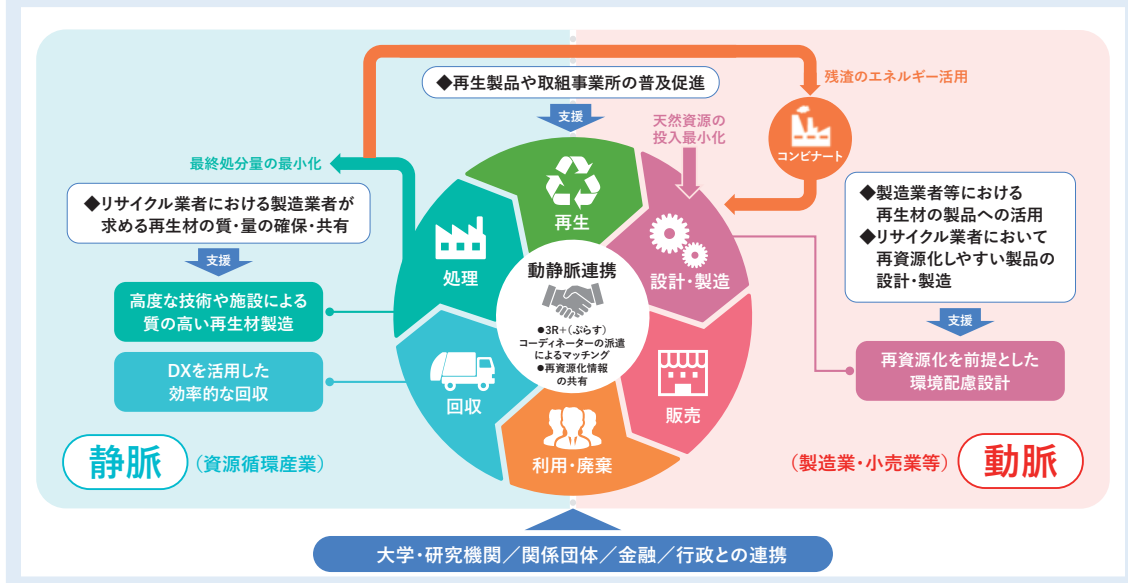 残渣のエネルギー活用
◆再生製品や取組事業所の普及促進
支援
天然資源の
投入最小化
コンビナート
最終処分量の最小化
◆リサイクル業者における製造業者が
求める再生材の質・量の確保・共有
支援
高度な技術や施設による
質の高い再生材製造
DXを活用した
効率的な回収
◆製造業者等における
再生材の製品への活用
◆リサイクル業者において
再資源化しやすい製品の
設計・製造
支援
再資源化を前提とした
環境配慮設計
再生
設計・製造
販売
利用・廃棄
回収
処理
動静脈連携
●3R+(ぷらす)
コーディネーターの派遣
によるマッチング
●再資源化情報
の共有
静脈
(資源循環産業)
(製造業・小売業等)
動脈
大学・研究機関/関係団体/金融/行政との連携